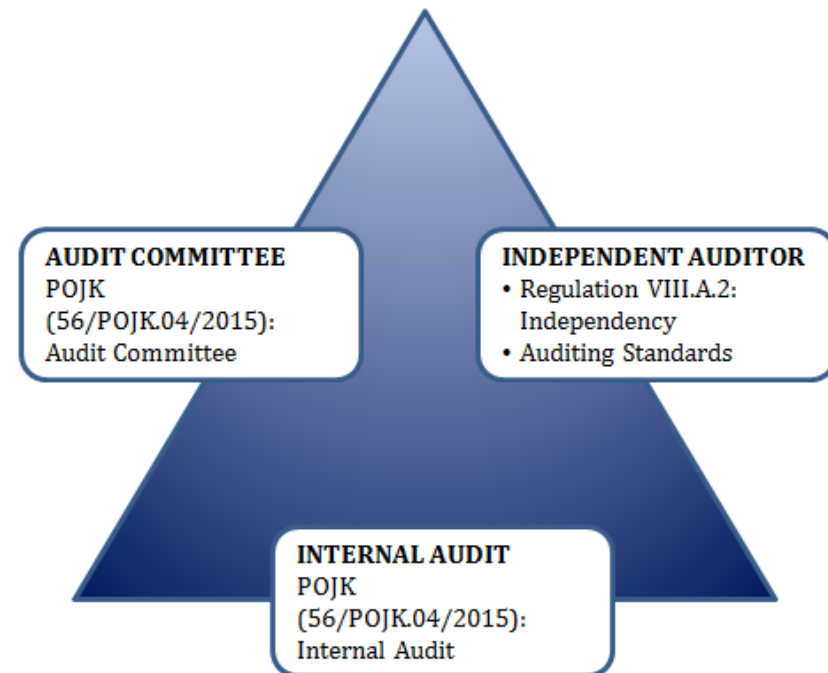 AUDIT COMMITTEE
POJK
(56/POJK.04/2015):
Audit Committee
INDEPENDENT AUDITOR
• Regulation VIII.A.2:
Independency
• Auditing Standards
INTERNAL AUDIT
POJK
(56/POJK.04/2015):
Internal Audit